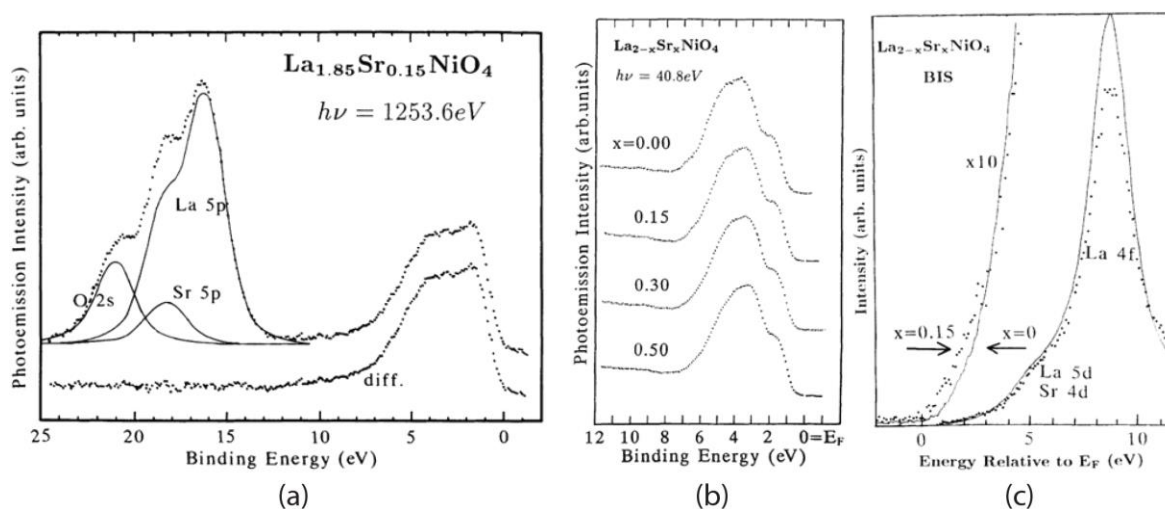 La₁.₈₅Sr₀.₁₅NiO₄
hν = 1253.6eV
Photoemission Intensity (arb. units)
La 5p
O 2s
Sr 5p
diff.
25 20 15 10 5 0
Binding Energy (eV)
(a)
La₂₋ₓSrₓNiO₄
hν = 40.8eV
Photoemission Intensity (arb.units)
x=0.00
0.15
0.30
0.50
12 10 8 6 4 2 0=E_F
Binding Energy (eV)
(b)
La₂₋ₓSrₓNiO₄
BIS
Intensity (arb. units)
x10
La 4f
x=0.15
x=0
La 5d
Sr 4d
0 5 10
Energy Relative to E_F (eV)
(c)